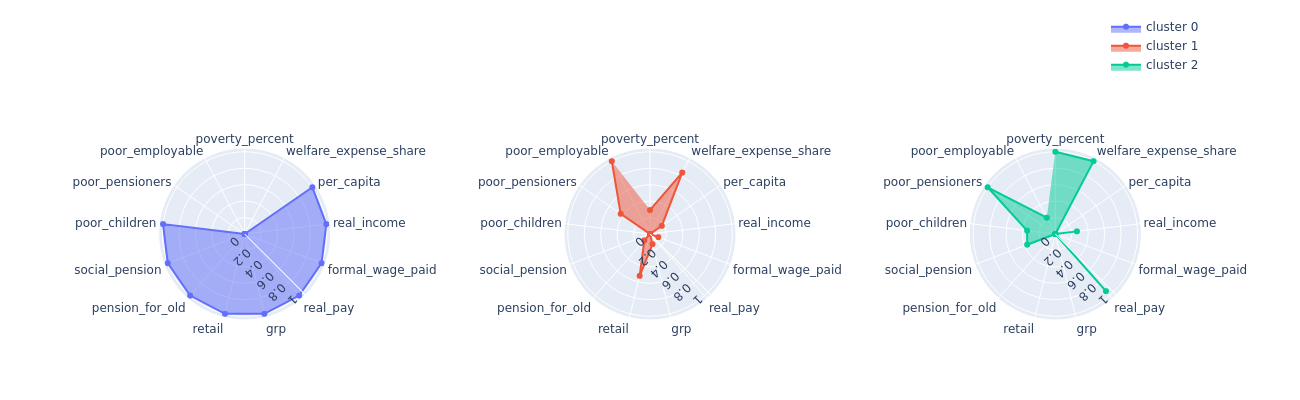 cluster 0
cluster 1
cluster 2
poverty_percent
welfare_expense_share
per_capita
real_income
formal_wage_paid
real_pay
grp
retail
pension_for_old
social_pension
poor_children
poor_pensioners
poor_employable
0
0.2
0.4
0.6
0.8
1
poverty_percent
welfare_expense_share
per_capita
real_income
formal_wage_paid
real_pay
grp
retail
pension_for_old
social_pension
poor_children
poor_pensioners
poor_employable
0
0.2
0.4
0.6
0.8
1
poverty_percent
welfare_expense_share
per_capita
real_income
formal_wage_paid
real_pay
grp
retail
pension_for_old
social_pension
poor_children
poor_pensioners
poor_employable
0
0.2
0.4
0.6
0.8
1